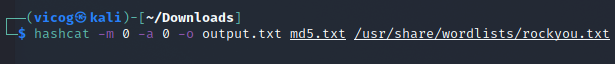 ┌──(vicog㉿kali)-[~/Downloads]
└─$ hashcat -m 0 -a 0 -o output.txt md5.txt /usr/share/wordlists/rockyou.txt